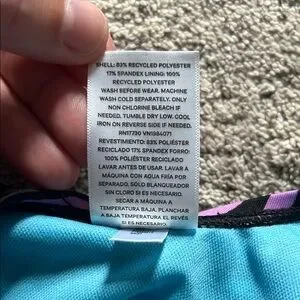 SHELL: 83% RECYCLED POLYESTER
17% SPANDEX LINING: 100%
RECYCLED POLYESTER
WASH BEFORE WEAR. MACHINE
WASH COLD SEPARATELY. ONLY
NON CHLORINE BLEACH IF
NEEDED. TUMBLE DRY LOW. COOL
IRON ON REVERSE SIDE IF NEEDED.
RN17730 VN1984071
REVESTIMIENTO: 83% POLIÉSTER
RECICLADO 17% SPANDEX FORRO:
100% POLIÉSTER RECICLADO
LAVAR ANTES DE USAR. LAVAR A
MÁQUINA CON AGUA FRÍA POR
SEPARADO. SÓLO BLANQUEADOR
SIN CLORO SI ES NECESARIO.
SECAR A MÁQUINA A
TEMPERATURA BAJA. PLANCHAR
A BAJA TEMPERATURA EL REVÉS
SI ES NECESARIO.